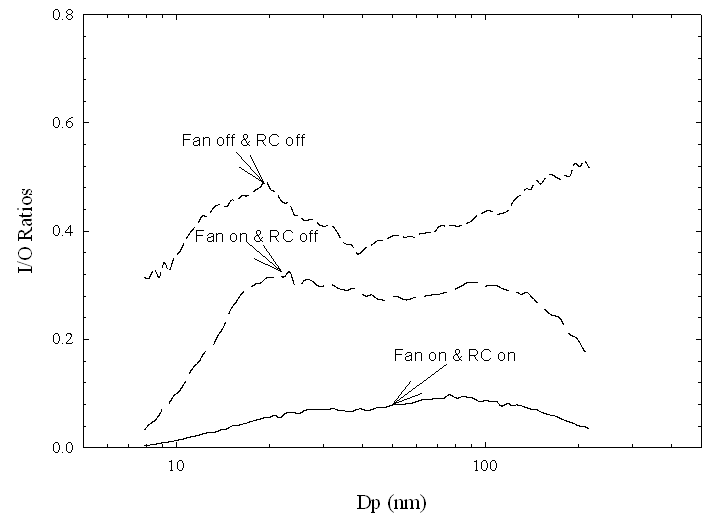 0.8
0.6
Fan off & RC off
I/O Ratios
0.4
Fan on & RC off
0.2
Fan on & RC on
0.0
10
100
Dp (nm)